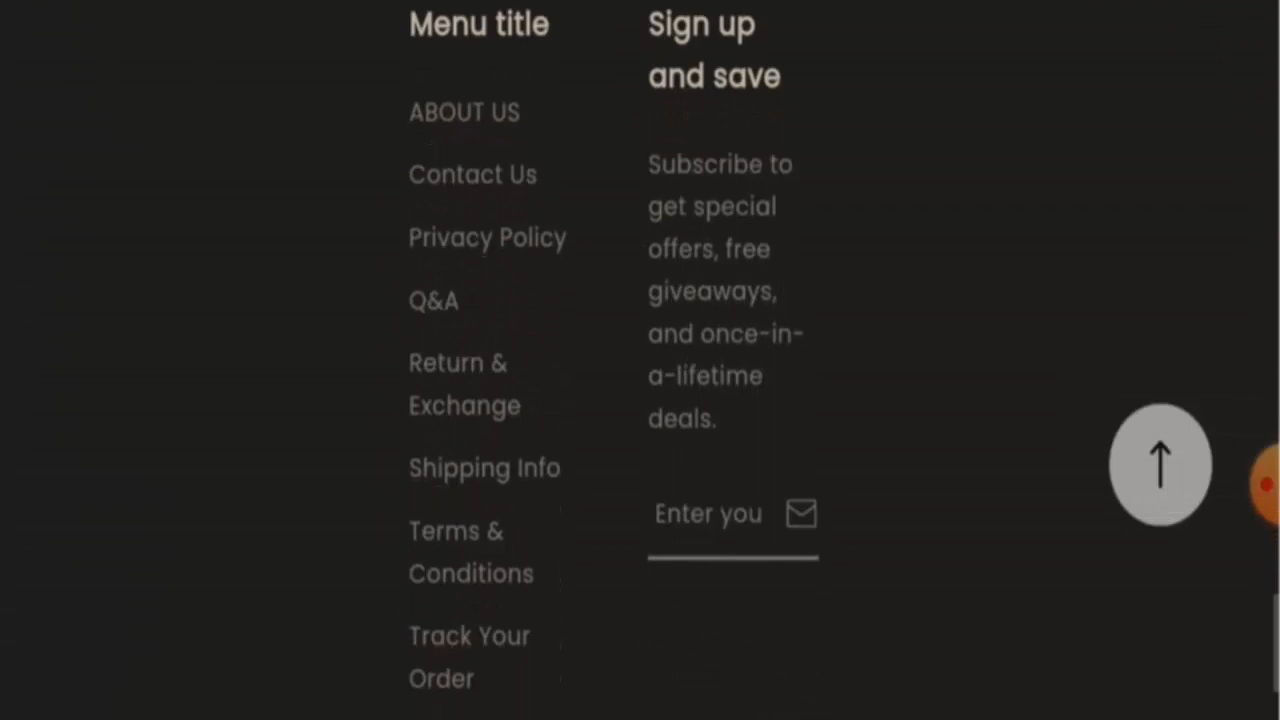 Menu title
ABOUT US
Contact Us
Privacy Policy
Q&A
Return &
Exchange
Shipping Info
Terms &
Conditions
Track Your
Order
Sign up
and save
Subscribe to
get special
offers, free
giveaways,
and once-in-
a-lifetime
deals.
Enter you